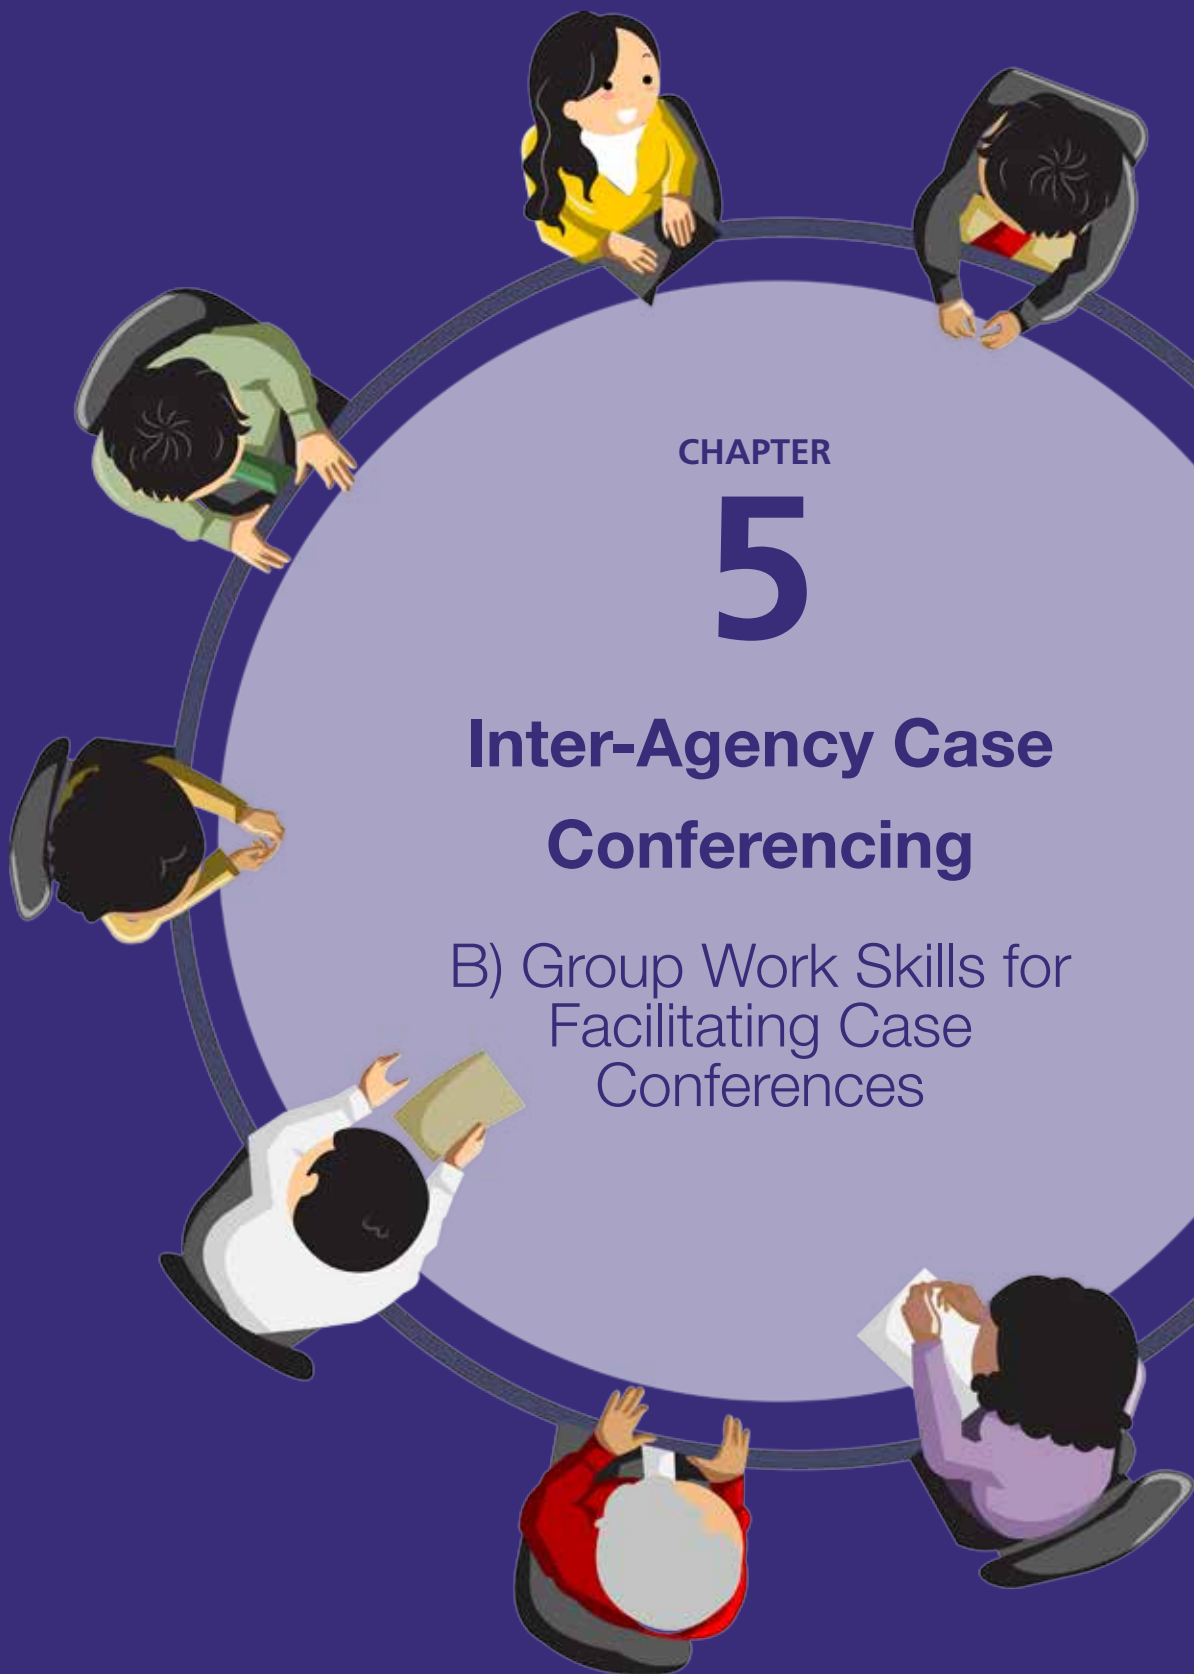 CHAPTER
5
Inter-Agency Case
Conferencing
B) Group Work Skills for
Facilitating Case
Conferences